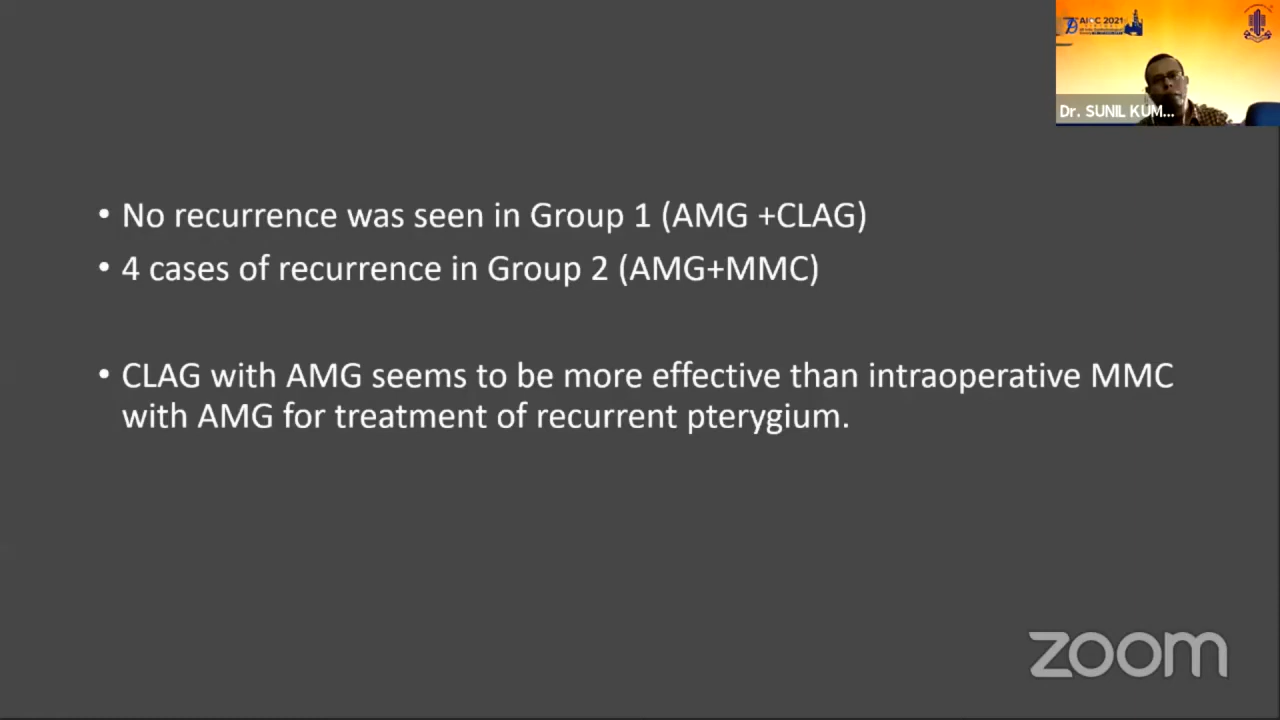 AIOC 2021
Dr. SUNIL KUM...
• No recurrence was seen in Group 1 (AMG +CLAG)
• 4 cases of recurrence in Group 2 (AMG+MMC)
• CLAG with AMG seems to be more effective than intraoperative MMC
with AMG for treatment of recurrent pterygium.
zoom